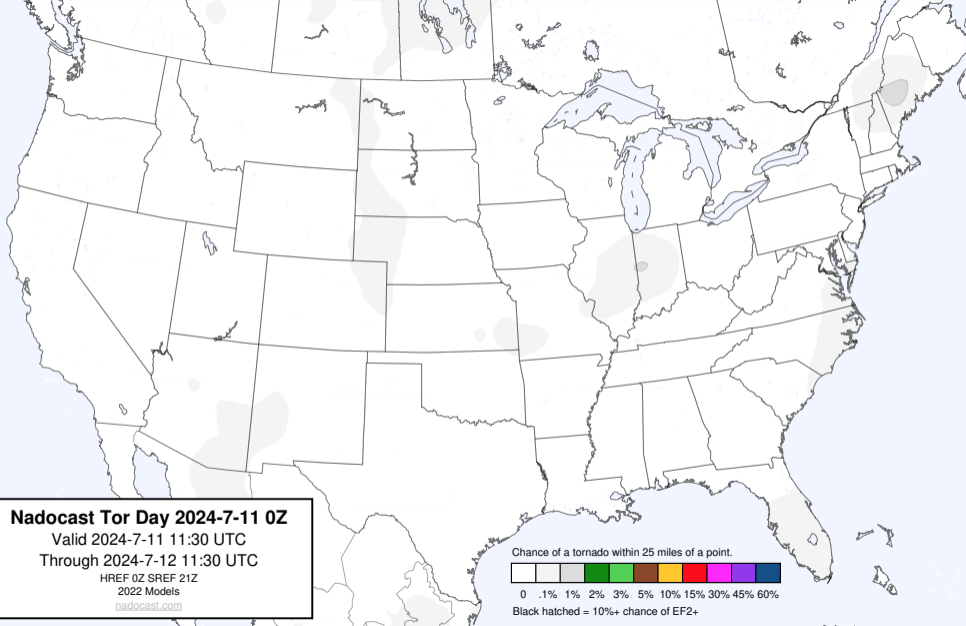 Nadocast Tor Day 2024-7-11 0Z
Valid 2024-7-11 11:30 UTC
Through 2024-7-12 11:30 UTC
HREF 0Z SREF 21Z
2022 Models
nadocast.com
Chance of a tornado within 25 miles of a point.
0 .1% 1% 2% 3% 5% 10% 15% 30% 45% 60%
Black hatched = 10%+ chance of EF2+